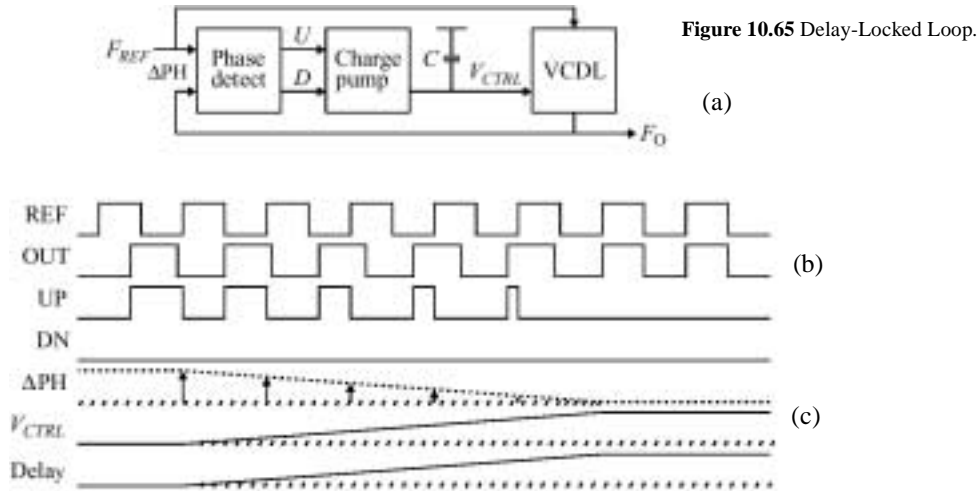 Figure 10.65 Delay-Locked Loop.
F_REF
ΔPH
Phase detect
U
D
Charge pump
C
V_CTRL
VCDL
(a)
F_O
REF
OUT
(b)
UP
DN
ΔPH
(c)
V_CTRL
Delay